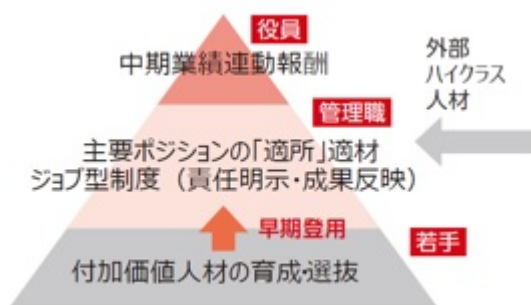 役員
中期業績連動報酬
外部
ハイクラス
人材
管理職
主要ポジションの「適所」適材
ジョブ型制度（責任明示・成果反映）
早期登用
若手
付加価値人材の育成・選抜